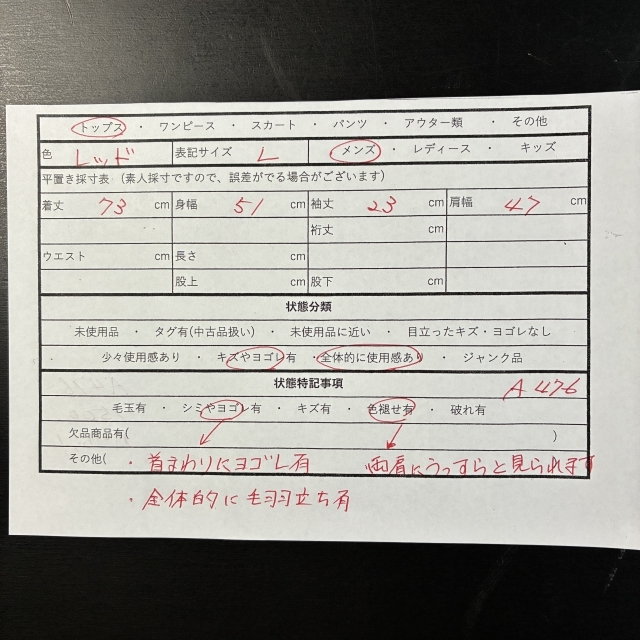 トップス ・ ワンピース ・ スカート ・ パンツ ・ アウター類 ・ その他
色 レッド 表記サイズ L メンズ ・ レディース ・ キッズ
平置き採寸表 (素人採寸ですので、誤差がでる場合がございます)
着丈 73 cm 身幅 51 cm 袖丈 23 cm 肩幅 47 cm
裄丈 cm
ウエスト cm 長さ cm
股上 cm 股下 cm
状態分類
未使用品 ・ タグ有(中古品扱い) ・ 未使用品に近い ・ 目立ったキズ・ヨゴレなし
少々使用感あり ・ キズやヨゴレ有 ・ 全体的に使用感あり ・ ジャンク品
状態特記事項 A476
毛玉有 ・ シミやヨゴレ有 ・ キズ有 ・ 色褪せ有 ・ 破れ有
欠品商品有( )
その他( ・首まわりにヨゴレ有 両肩にうっすらと見られます
・全体的に毛羽立ち有